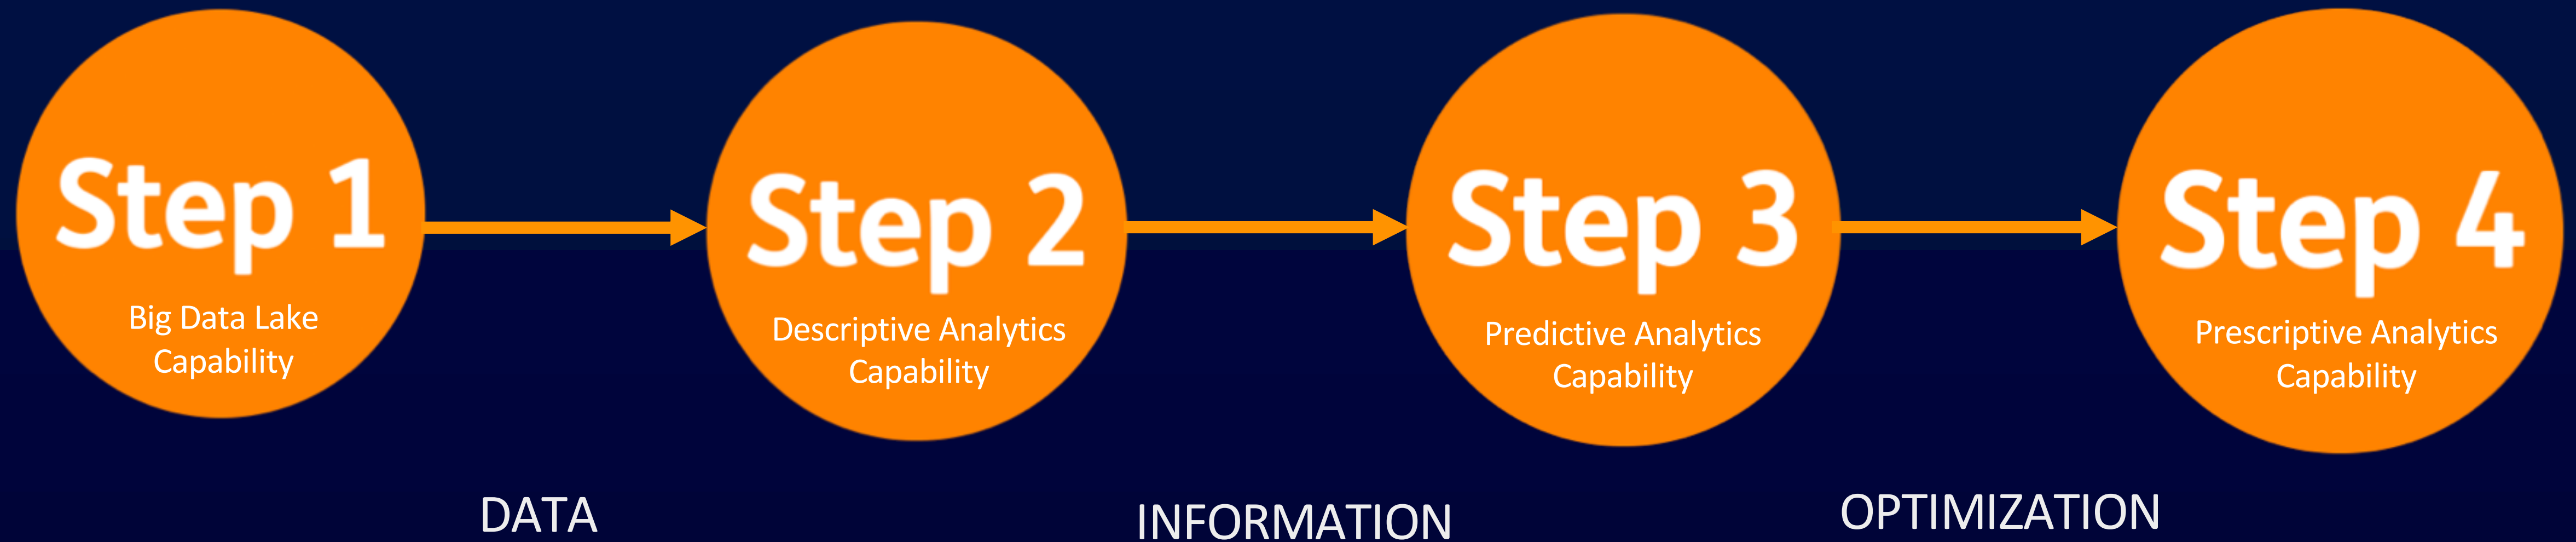 Step 1
Big Data Lake
Capability
Step 2
Descriptive Analytics
Capability
Step 3
Predictive Analytics
Capability
Step 4
Prescriptive Analytics
Capability
DATA
INFORMATION
OPTIMIZATION